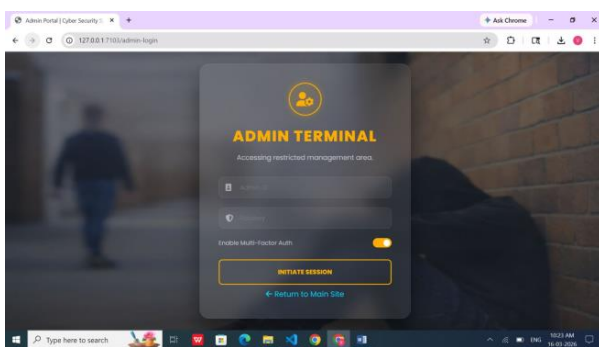 Admin Portal | Cyber Security
Ask Chrome
127.0.0.1:7101/admin-login
ADMIN TERMINAL
Accessing restricted management area.
Enable Multi-Factor Auth
INITIATE SESSION
← Return to Main Site
Type here to search
ENG
10:23 AM
16-03-2026